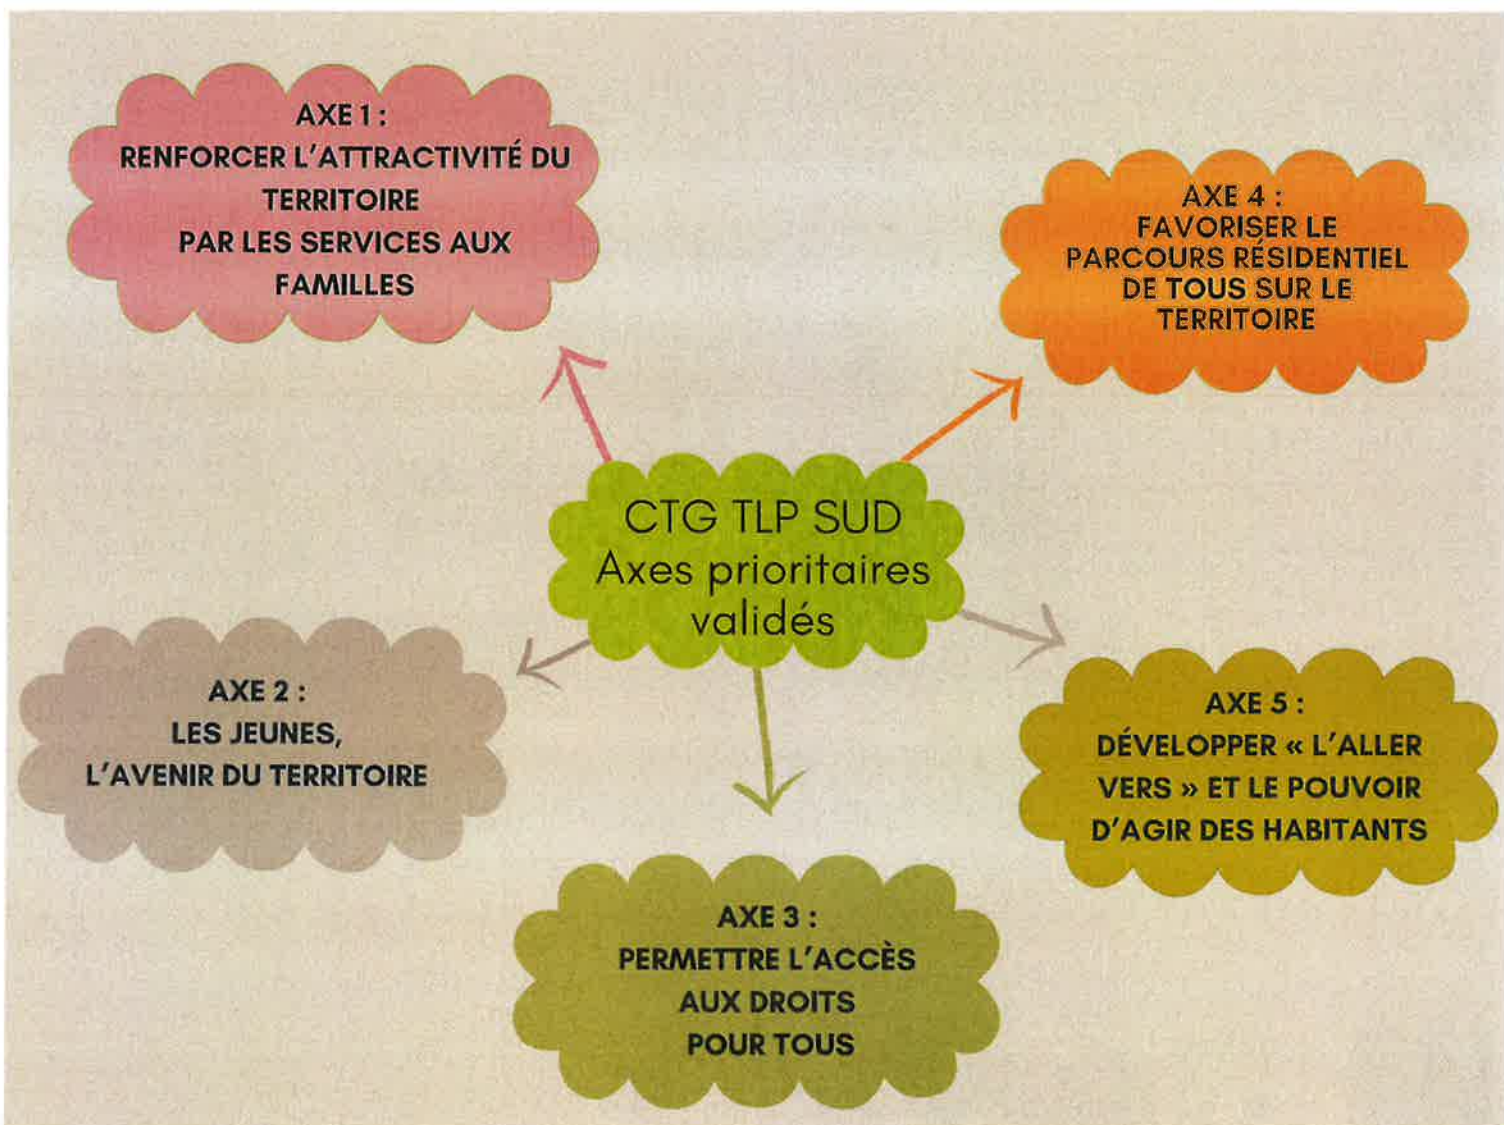 AXE 1 :
RENFORCER L'ATTRACTIVITÉ DU
TERRITOIRE
PAR LES SERVICES AUX
FAMILLES
AXE 4 :
FAVORISER LE
PARCOURS RÉSIDENTIEL
DE TOUS SUR LE
TERRITOIRE
CTG TLP SUD
Axes prioritaires
validés
AXE 2 :
LES JEUNES,
L'AVENIR DU TERRITOIRE
AXE 5 :
DÉVELOPPER « L'ALLER
VERS » ET LE POUVOIR
D'AGIR DES HABITANTS
AXE 3 :
PERMETTRE L'ACCÈS
AUX DROITS
POUR TOUS